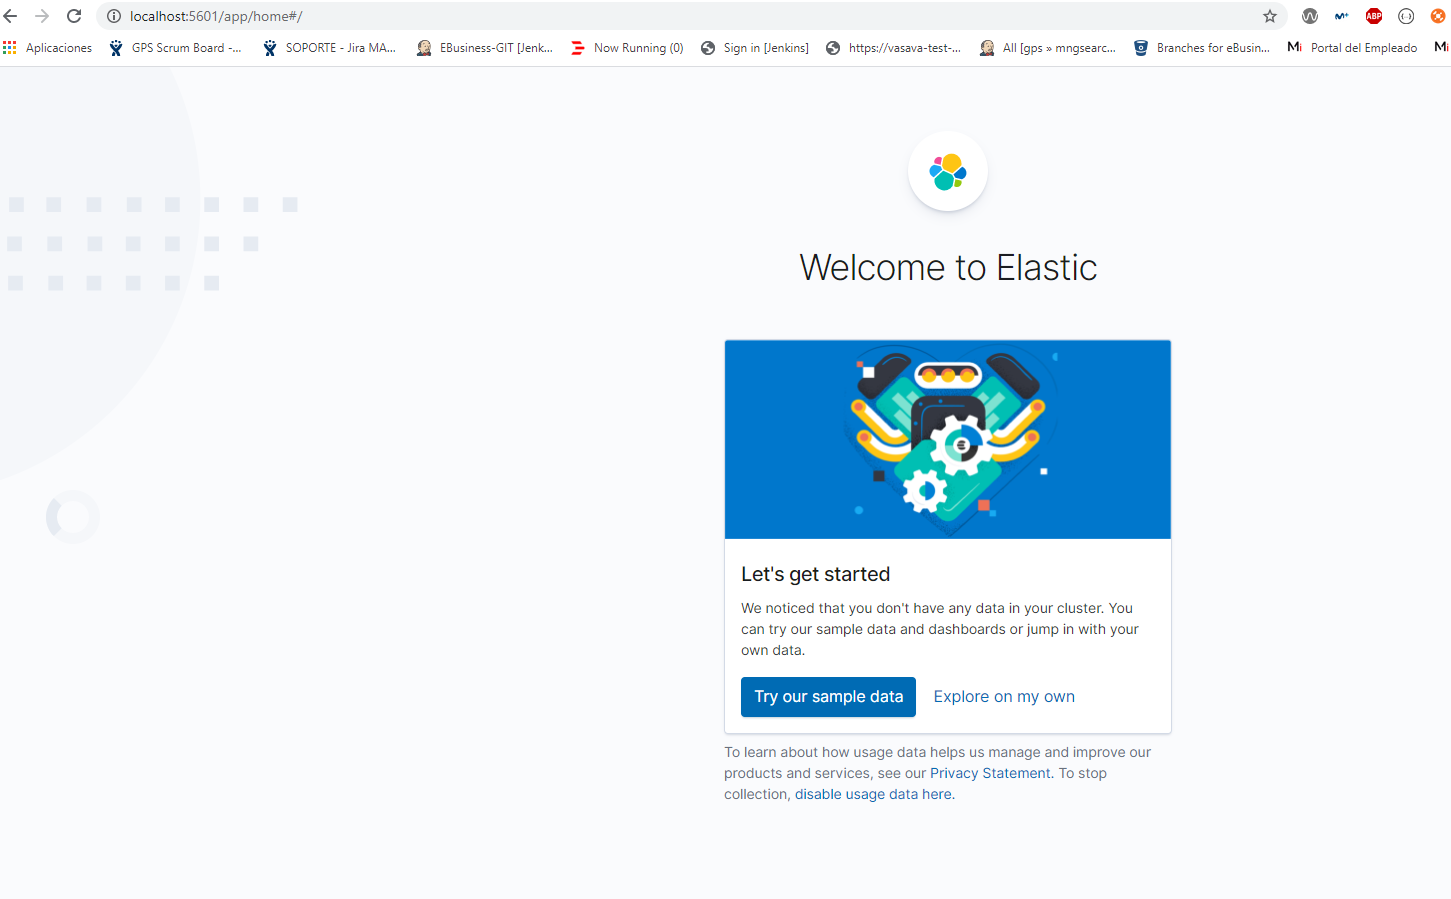 localhost:5601/app/home#/
Aplicaciones GPS Scrum Board -... SOPORTE - Jira MA... EBusiness-GIT [Jenk... Now Running (0) Sign in [Jenkins] https://vasava-test-... All [gps » mngsearc... Branches for eBusin... Mi Portal del Empleado Mi
ABP
Welcome to Elastic
Let's get started
We noticed that you don't have any data in your cluster. You
can try our sample data and dashboards or jump in with your
own data.
Try our sample data Explore on my own
To learn about how usage data helps us manage and improve our
products and services, see our Privacy Statement. To stop
collection, disable usage data here.